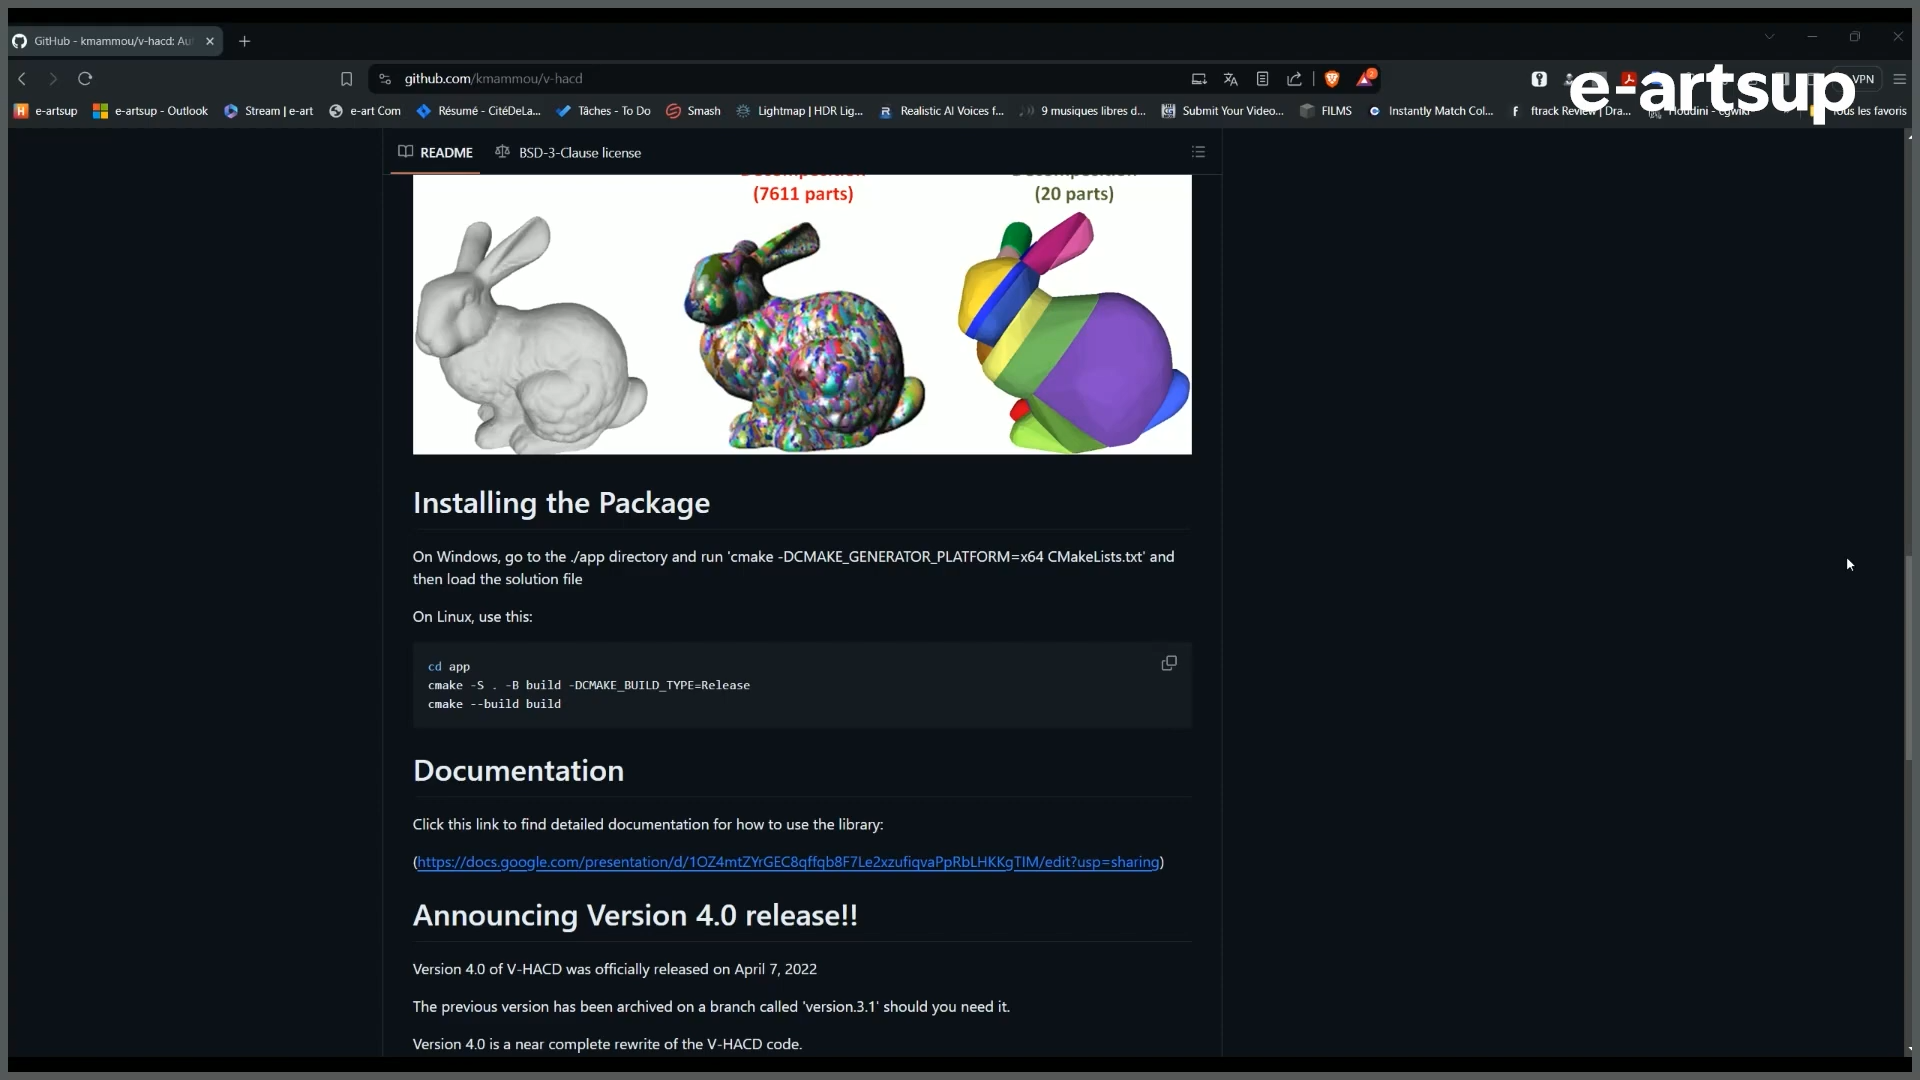 GitHub - kmammou/v-hacd: Au
github.com/kmammou/v-hacd
VPN
e-artsup
e-artsup
e-artsup - Outlook
Stream | e-art
e-art Com
Résumé - CitéDeLa...
Tâches - To Do
Smash
Lightmap | HDR Lig...
Realistic AI Voices f...
9 musiques libres d...
Submit Your Video...
FILMS
Instantly Match Col...
ftrack Review | Dra...
Houdini - cgwiki
Tous les favoris
README
BSD-3-Clause license
(7611 parts)
(20 parts)
Installing the Package
On Windows, go to the ./app directory and run 'cmake -DCMAKE_GENERATOR_PLATFORM=x64 CMakeLists.txt' and
then load the solution file
On Linux, use this:
cd app
cmake -S . -B build -DCMAKE_BUILD_TYPE=Release
cmake --build build
Documentation
Click this link to find detailed documentation for how to use the library:
(https://docs.google.com/presentation/d/1OZ4mtZYrGEC8qffqb8F7Le2xzufiqvaPpRbLHKKgTIM/edit?usp=sharing)
Announcing Version 4.0 release!!
Version 4.0 of V-HACD was officially released on April 7, 2022
The previous version has been archived on a branch called 'version.3.1' should you need it.
Version 4.0 is a near complete rewrite of the V-HACD code.